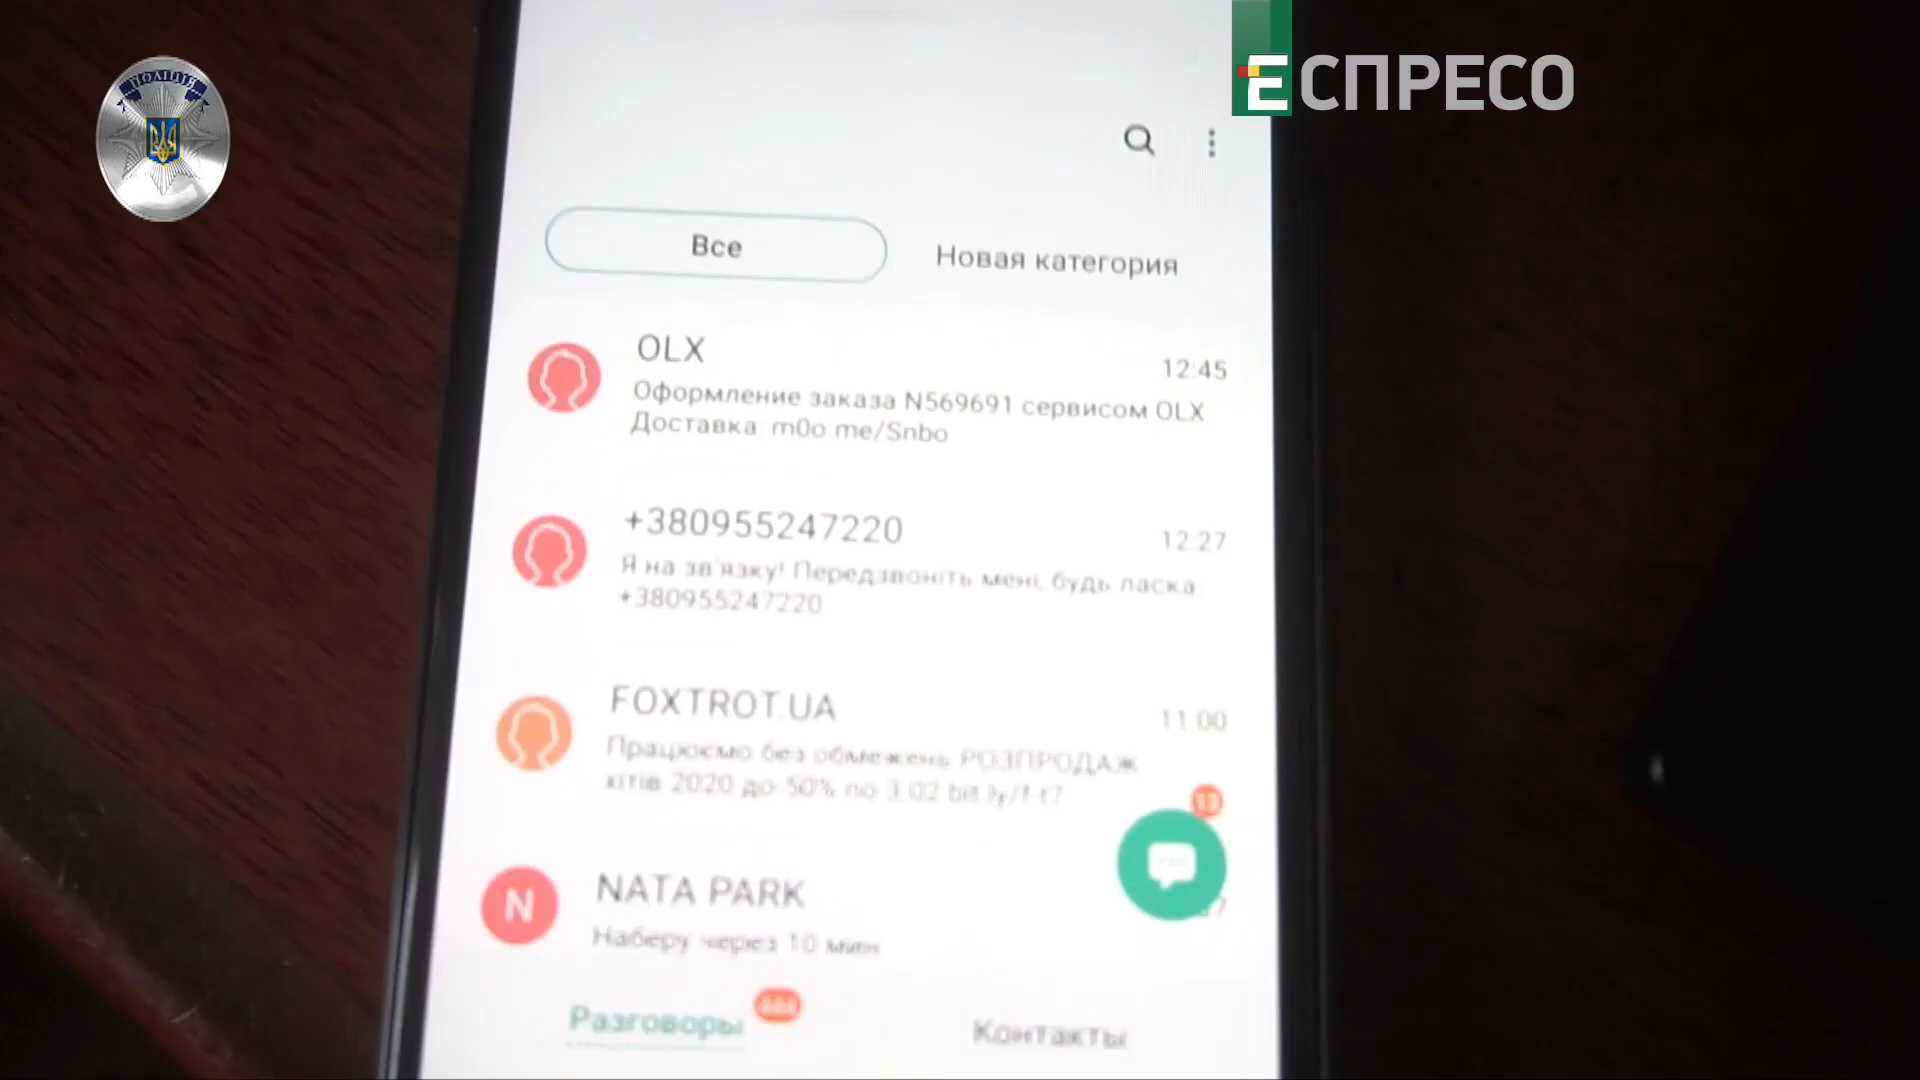 ПОЛІЦІЯ
ЕСПРЕСО
Все
Новая категория
OLX
12:45
Оформление заказа N569691 сервисом OLX
Доставка m0o.me/Snbo
+380955247220
12:27
Я на зв'язку! Передзвоніть мені, будь ласка
+380955247220
FOXTROT.UA
11:00
Працюємо без обмежень РОЗПРОДАЖ
хітів 2020 до-50% по 3.02 bit.ly/f-t7
13
N
NATA PARK
Наберу через 10 мин
Разговоры
Контакты